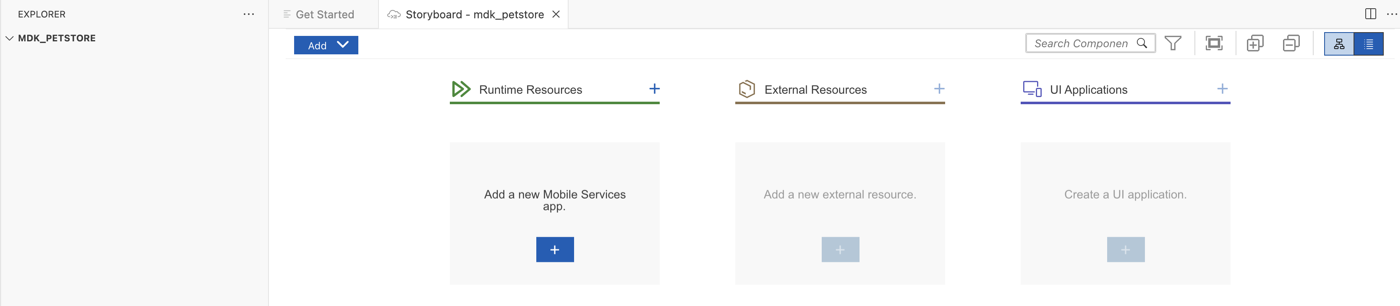 EXPLORER
MDK_PETSTORE
Get Started
Storyboard - mdk_petstore
Add
Search Componen
Runtime Resources
External Resources
UI Applications
Add a new Mobile Services
app.
Add a new external resource.
Create a UI application.